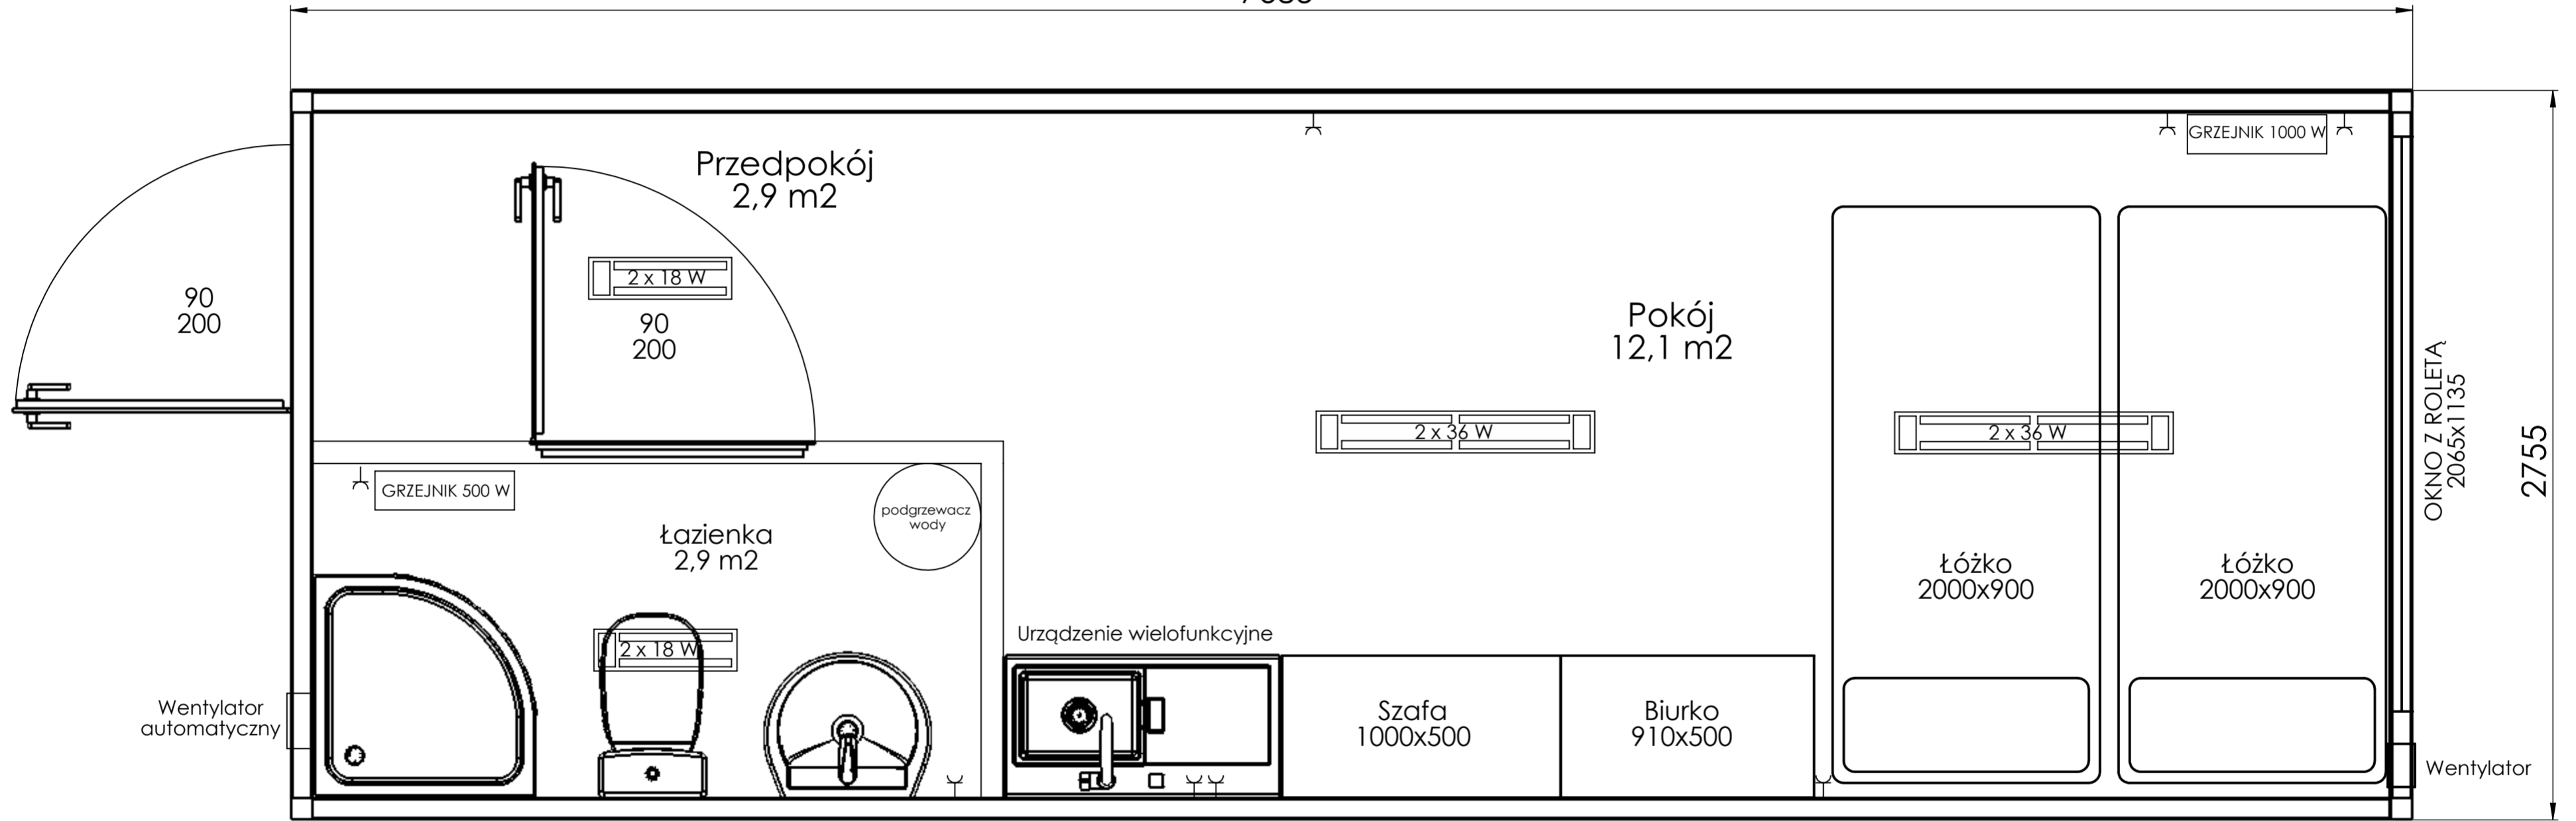 GRZEJNIK 1000 W
Przedpokój
2,9 m2
2 x 18 W
90
200
90
200
Pokój
12,1 m2
2 x 36 W
2 x 36 W
OKNO Z ROLETĄ
2065x1135
2755
GRZEJNIK 500 W
podgrzewacz
wody
Łazienka
2,9 m2
Łóżko
2000x900
Łóżko
2000x900
2 x 18 W
Urządzenie wielofunkcyjne
Wentylator
automatyczny
Szafa
1000x500
Biurko
910x500
Wentylator